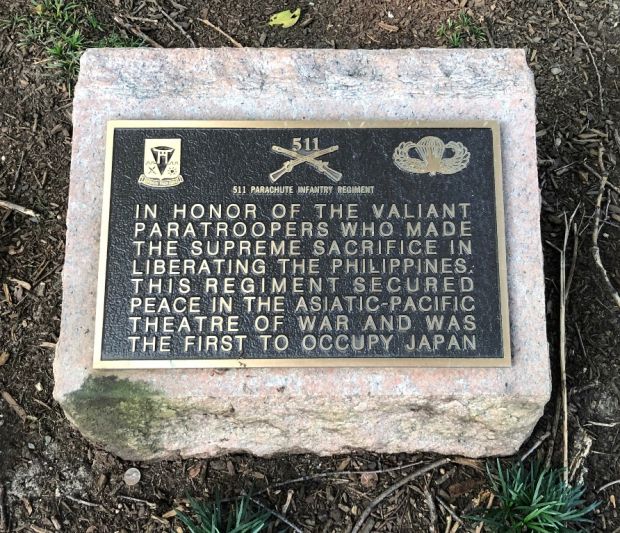 511
511 PARACHUTE INFANTRY REGIMENT
IN HONOR OF THE VALIANT
PARATROOPERS WHO MADE
THE SUPREME SACRIFICE IN
LIBERATING THE PHILIPPINES.
THIS REGIMENT SECURED
PEACE IN THE ASIATIC-PACIFIC
THEATRE OF WAR AND WAS
THE FIRST TO OCCUPY JAPAN